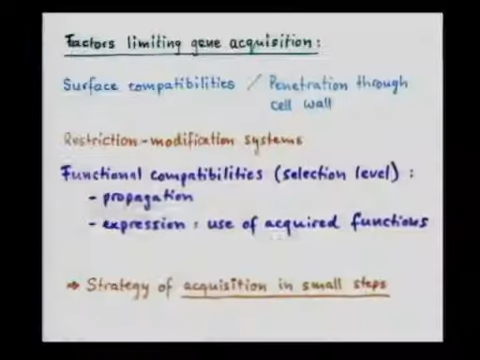 Factors limiting gene acquisition :
Surface compatibilities / Penetration through
cell wall
Restriction-modification systems
Functional compatibilities (selection level) :
- propagation
- expression : use of acquired functions
⇒ Strategy of acquisition in small steps